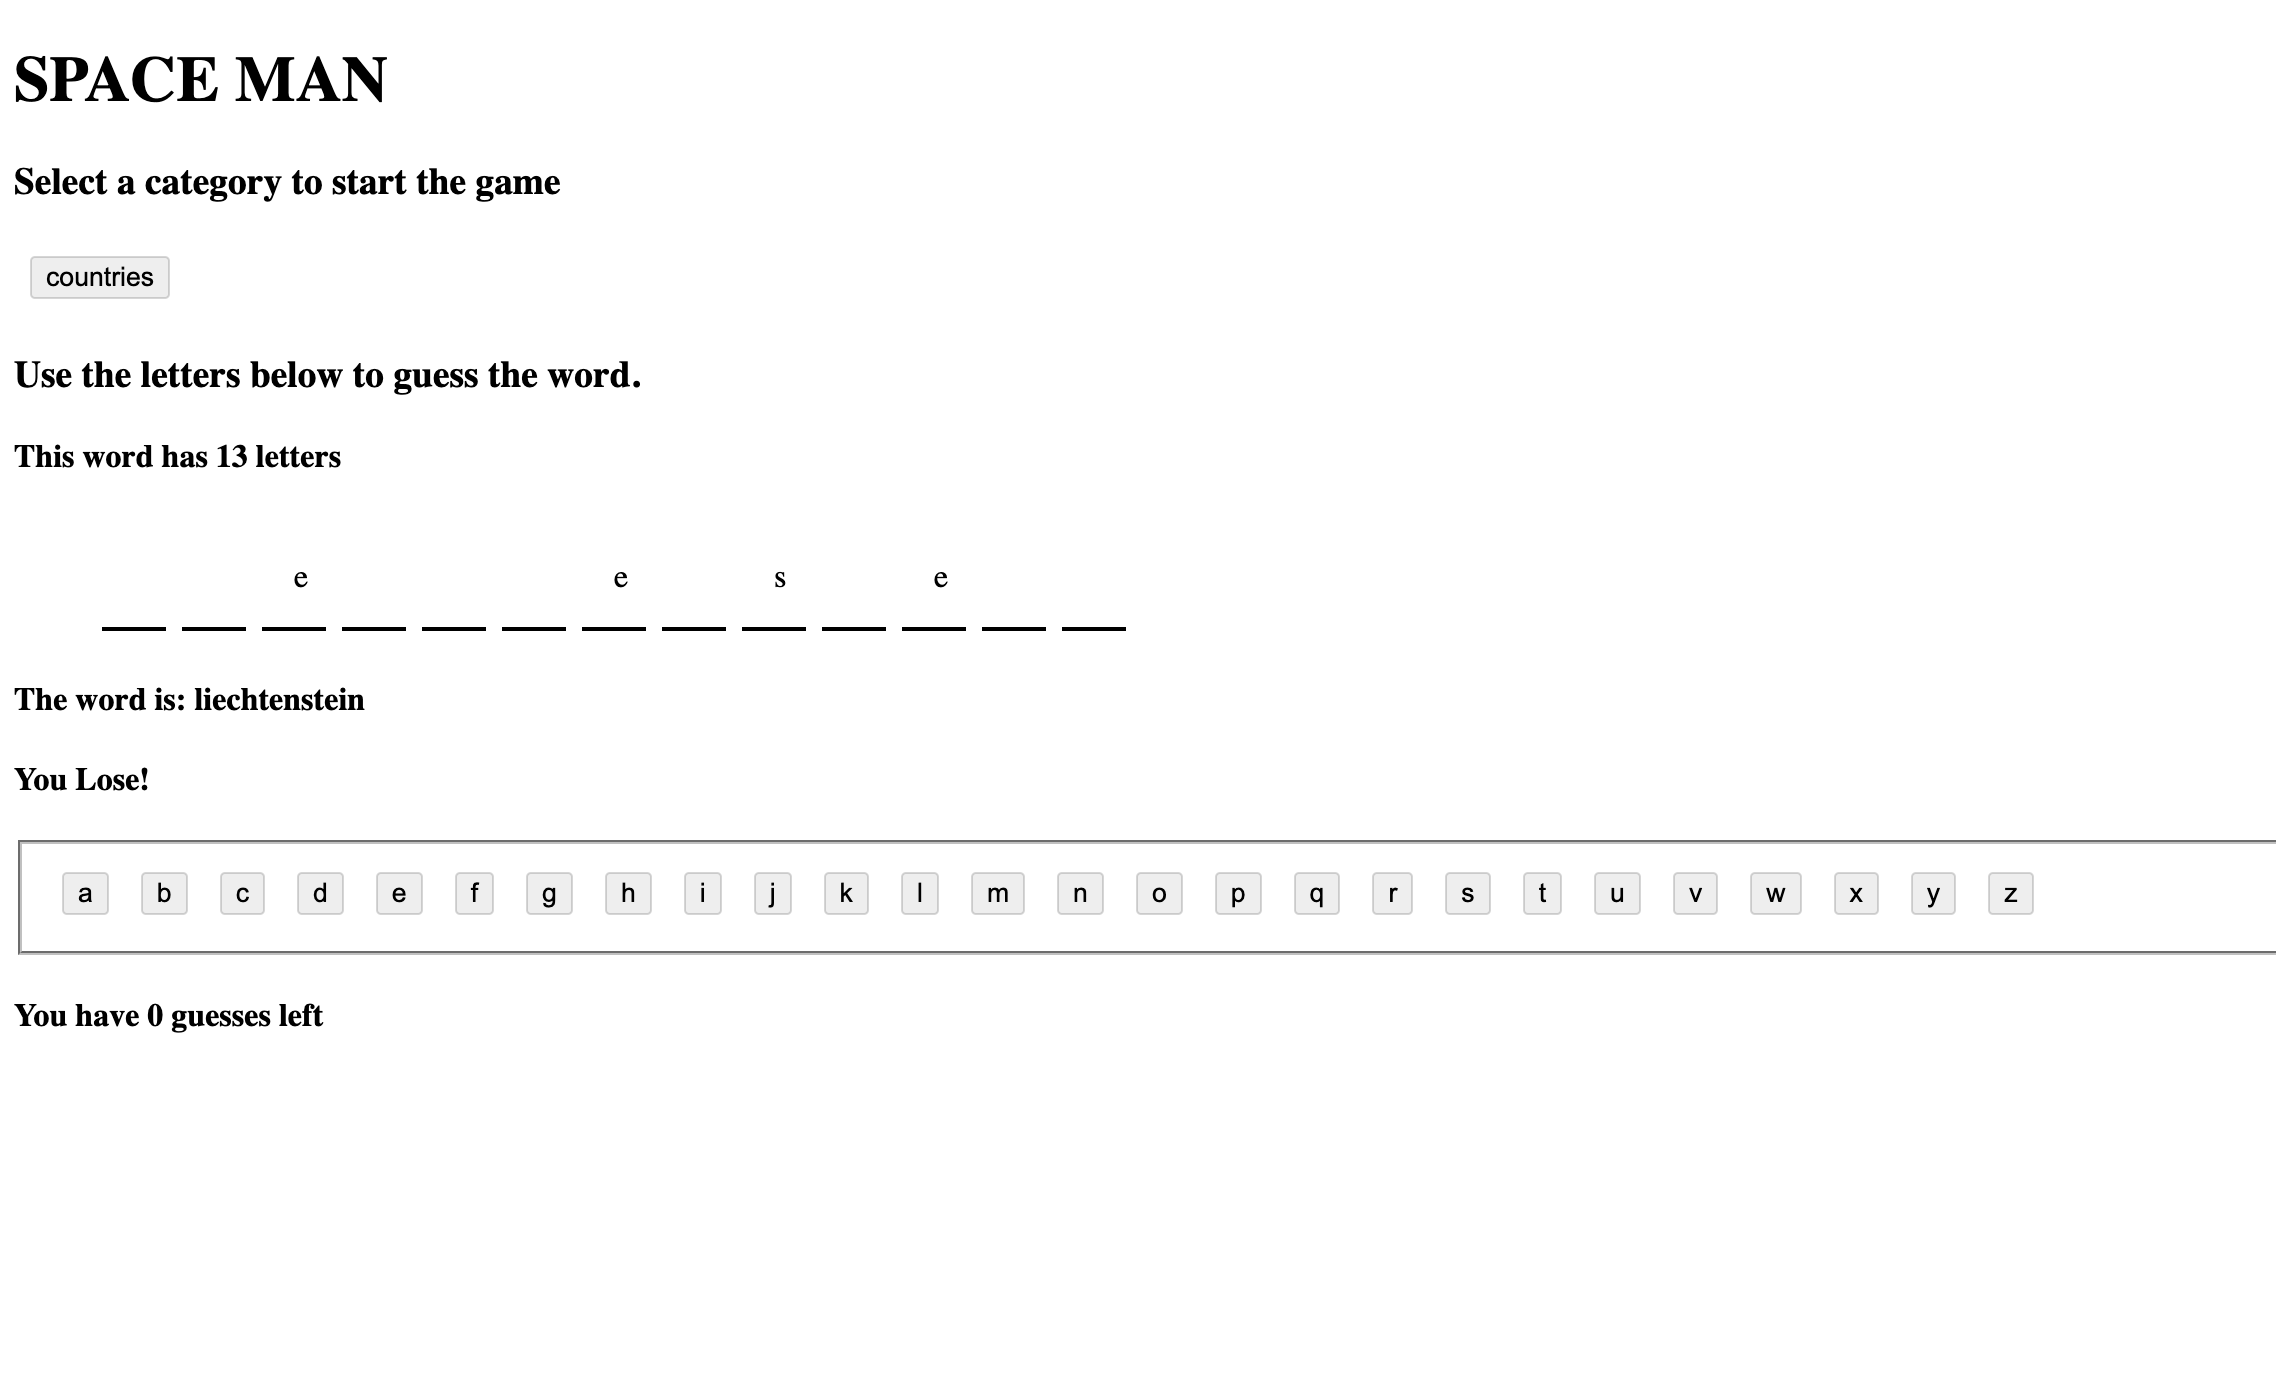 SPACE MAN
Select a category to start the game
countries
Use the letters below to guess the word.
This word has 13 letters
e e s e
The word is: liechtenstein
You Lose!
a b c d e f g h i j k l m n o p q r s t u v w x y z
You have 0 guesses left